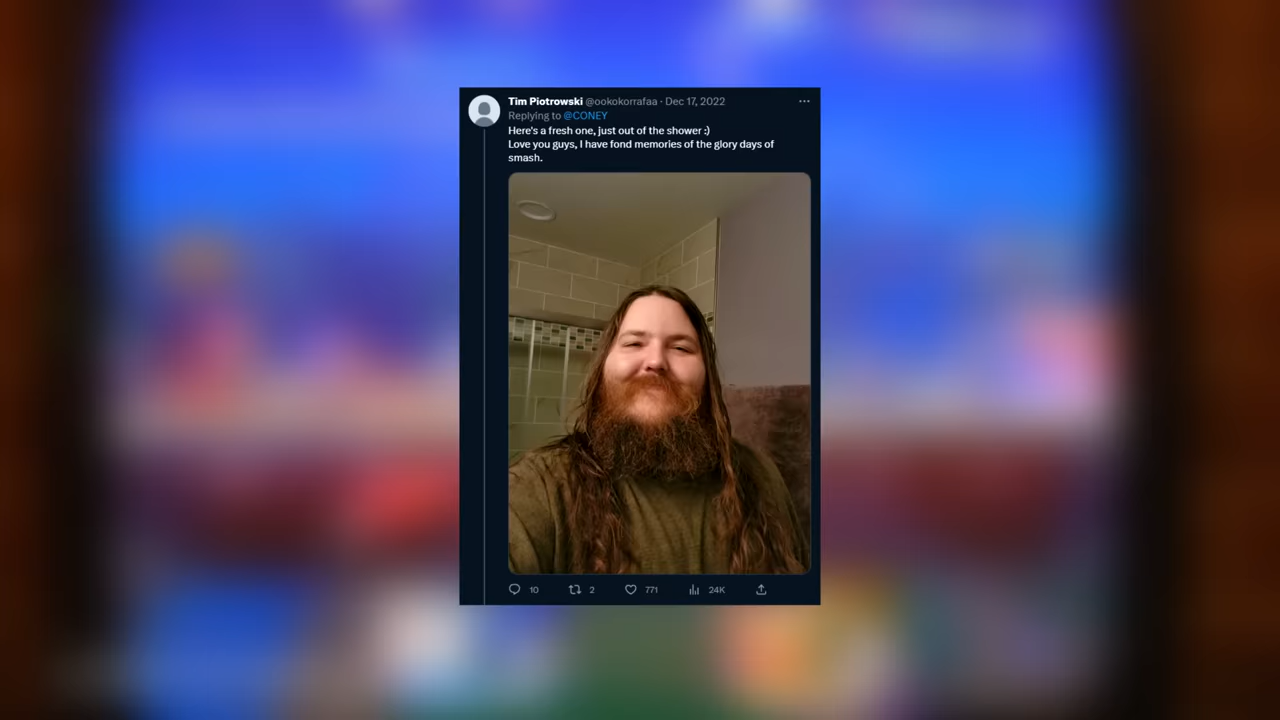 Tim Piotrowski @ookokorrafaa · Dec 17, 2022
Replying to @CONEY
Here's a fresh one, just out of the shower :)
Love you guys, I have fond memories of the glory days of
smash.
10 2 771 24K